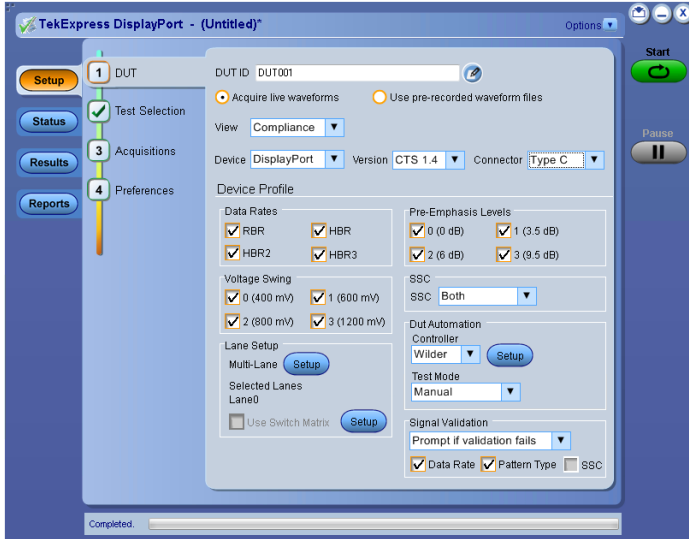 TekExpress DisplayPort - (Untitled)*
Options
Start
Setup
Status
Results
Reports
Pause
1 DUT
Test Selection
3 Acquisitions
4 Preferences
DUT ID DUT001
Acquire live waveforms Use pre-recorded waveform files
View Compliance
Device DisplayPort Version CTS 1.4 Connector Type C
Device Profile
Data Rates
RBR HBR
HBR2 HBR3
Pre-Emphasis Levels
0 (0 dB) 1 (3.5 dB)
2 (6 dB) 3 (9.5 dB)
Voltage Swing
0 (400 mV) 1 (600 mV)
2 (800 mV) 3 (1200 mV)
SSC
SSC Both
Lane Setup
Multi-Lane Setup
Selected Lanes
Lane0
Use Switch Matrix Setup
Dut Automation
Controller
Wilder Setup
Test Mode
Manual
Signal Validation
Prompt if validation fails
Data Rate Pattern Type SSC
Completed.